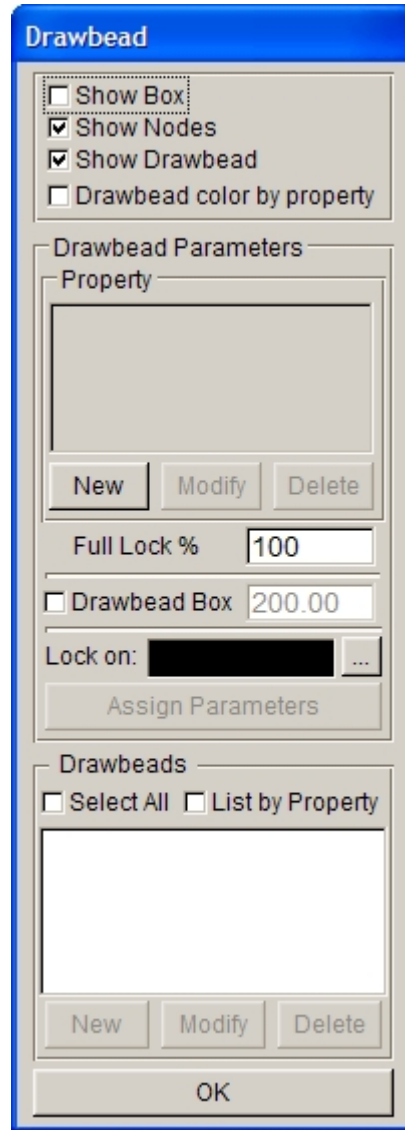 Drawbead
Show Box
Show Nodes
Show Drawbead
Drawbead color by property
Drawbead Parameters
Property
New Modify Delete
Full Lock % 100
Drawbead Box 200.00
Lock on: ...
Assign Parameters
Drawbeads
Select All List by Property
New Modify Delete
OK